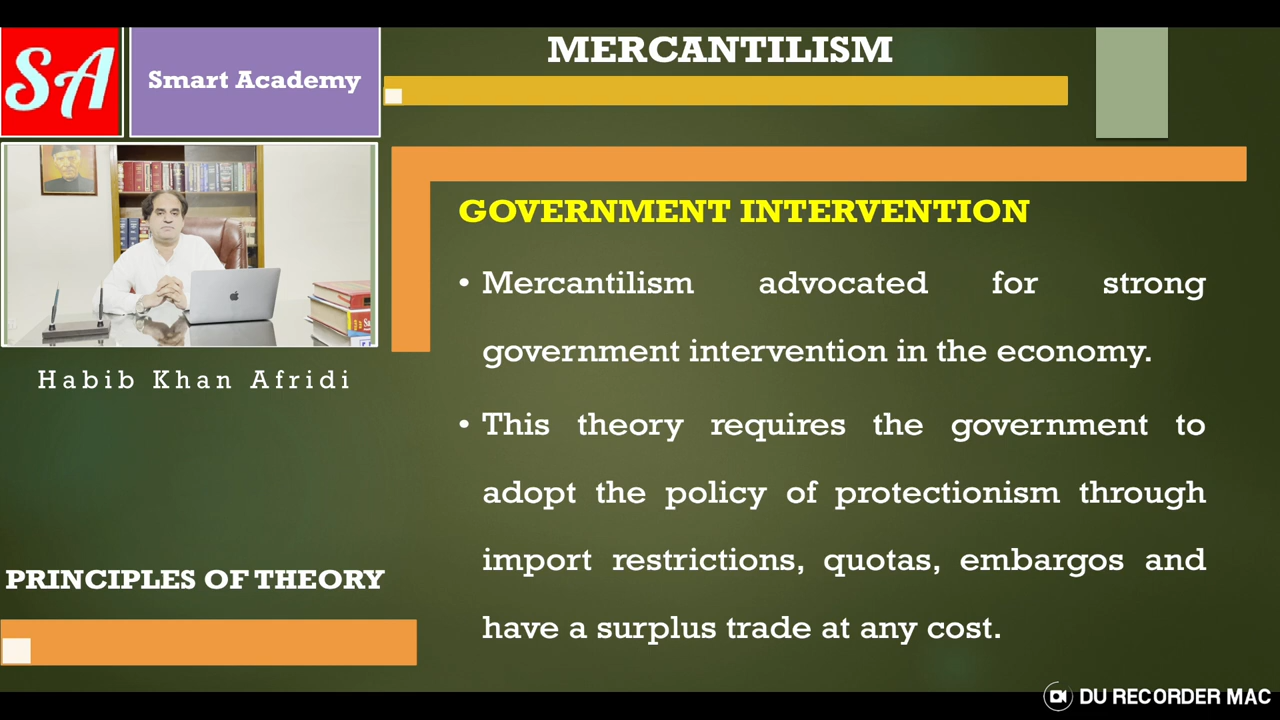 SA
Smart Academy
MERCANTILISM
Habib Khan Afridi
PRINCIPLES OF THEORY
GOVERNMENT INTERVENTION
• Mercantilism advocated for strong
government intervention in the economy.
• This theory requires the government to
adopt the policy of protectionism through
import restrictions, quotas, embargos and
have a surplus trade at any cost.
DU RECORDER MAC